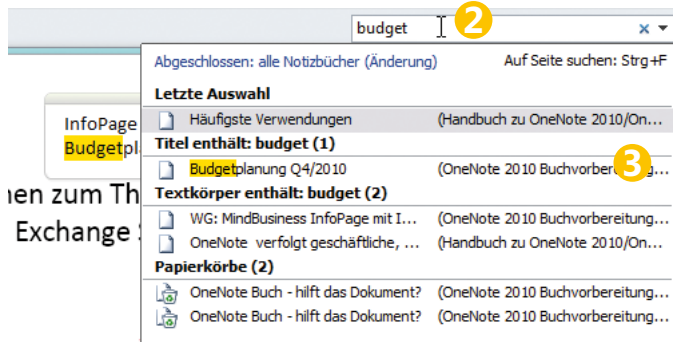 budget
2
Abgeschlossen: alle Notizbücher (Änderung) Auf Seite suchen: Strg+F
Letzte Auswahl
Häufigste Verwendungen (Handbuch zu OneNote 2010/On...
Titel enthält: budget (1)
Budgetplanung Q4/2010 (OneNote 2010 Buchvorbereitung...
3
Textkörper enthält: budget (2)
WG: MindBusiness InfoPage mit I... (OneNote 2010 Buchvorbereitung...
OneNote verfolgt geschäftliche, ... (Handbuch zu OneNote 2010/On...
Papierkörbe (2)
OneNote Buch - hilft das Dokument? (OneNote 2010 Buchvorbereitung...
OneNote Buch - hilft das Dokument? (OneNote 2010 Buchvorbereitung...
InfoPage
Budgetpl
nen zum Th
Exchange